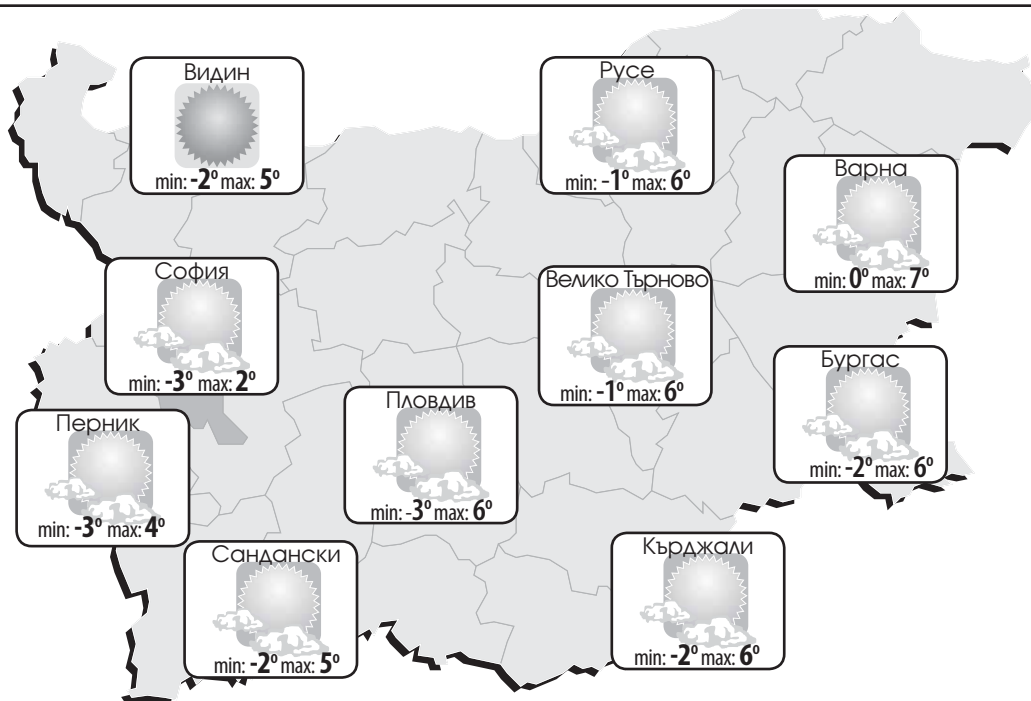 Видин
min: -2° max: 5°
Русе
min: -1° max: 6°
Варна
min: 0° max: 7°
София
min: -3° max: 2°
Велико Търново
min: -1° max: 6°
Бургас
min: -2° max: 6°
Пловдив
min: -3° max: 6°
Перник
min: -3° max: 4°
Сандански
min: -2° max: 5°
Кърджали
min: -2° max: 6°